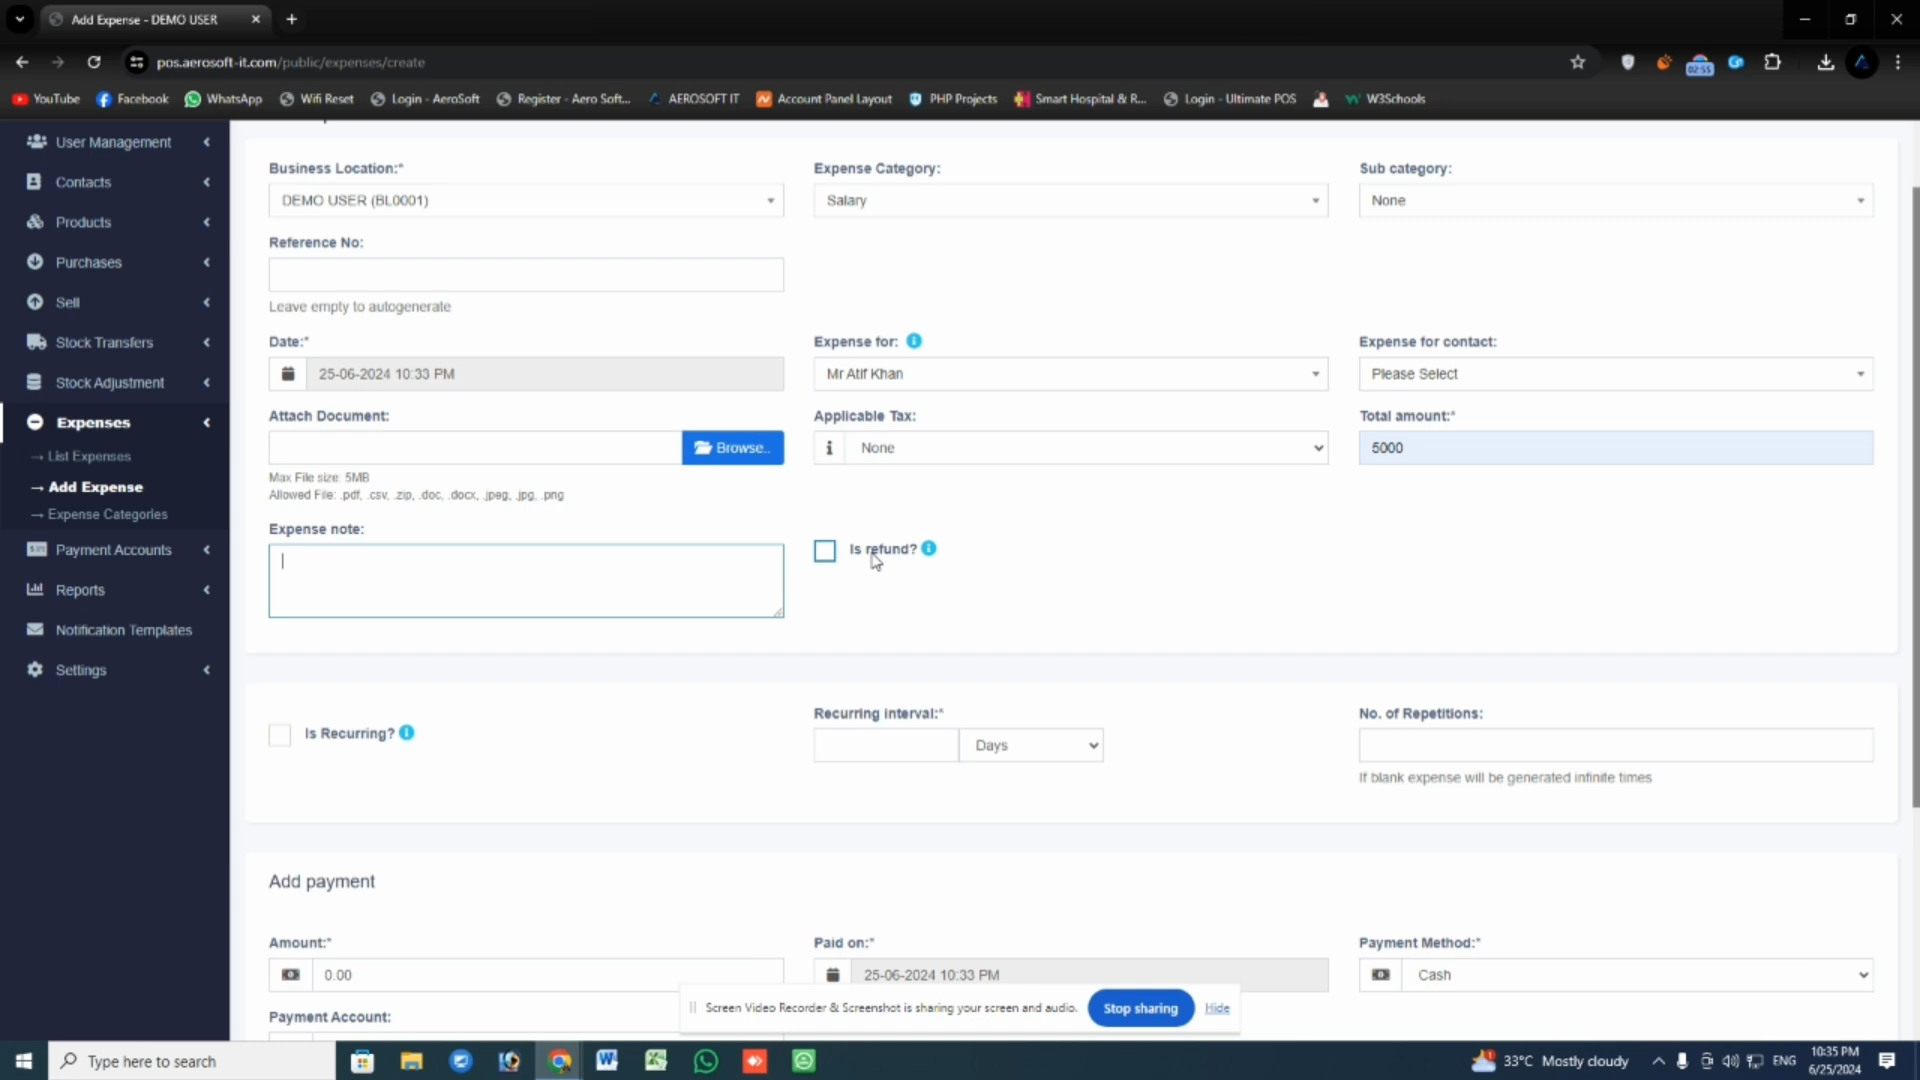 Add Expense - DEMO USER
pos.aerosoft-it.com/public/expenses/create
02:55
YouTube
Facebook
WhatsApp
Wifi Reset
Login - AeroSoft
Register - Aero Soft...
AEROSOFT IT
Account Panel Layout
PHP Projects
Smart Hospital & R...
Login - Ultimate POS
W3Schools
User Management
Contacts
Products
Purchases
Sell
Stock Transfers
Stock Adjustment
Expenses
→ List Expenses
→ Add Expense
→ Expense Categories
Payment Accounts
Reports
Notification Templates
Settings
Business Location:*
Expense Category:
Sub category:
DEMO USER (BL0001)
Salary
None
Reference No:
Leave empty to autogenerate
Date:*
Expense for:
Expense for contact:
25-06-2024 10:33 PM
Mr Atif Khan
Please Select
Attach Document:
Applicable Tax:
Total amount:*
Browse..
None
5000
Max File size: 5MB
Allowed File: .pdf, .csv, .zip, .doc, .docx, .jpeg, .jpg, .png
Expense note:
Is refund?
Is Recurring?
Recurring interval:*
Days
No. of Repetitions:
If blank expense will be generated infinite times
Add payment
Amount:*
Paid on:*
Payment Method:*
0.00
25-06-2024 10:33 PM
Cash
Payment Account:
Screen Video Recorder & Screenshot is sharing your screen and audio.
Stop sharing
Hide
Type here to search
33°C Mostly cloudy
ENG
10:35 PM
6/25/2024